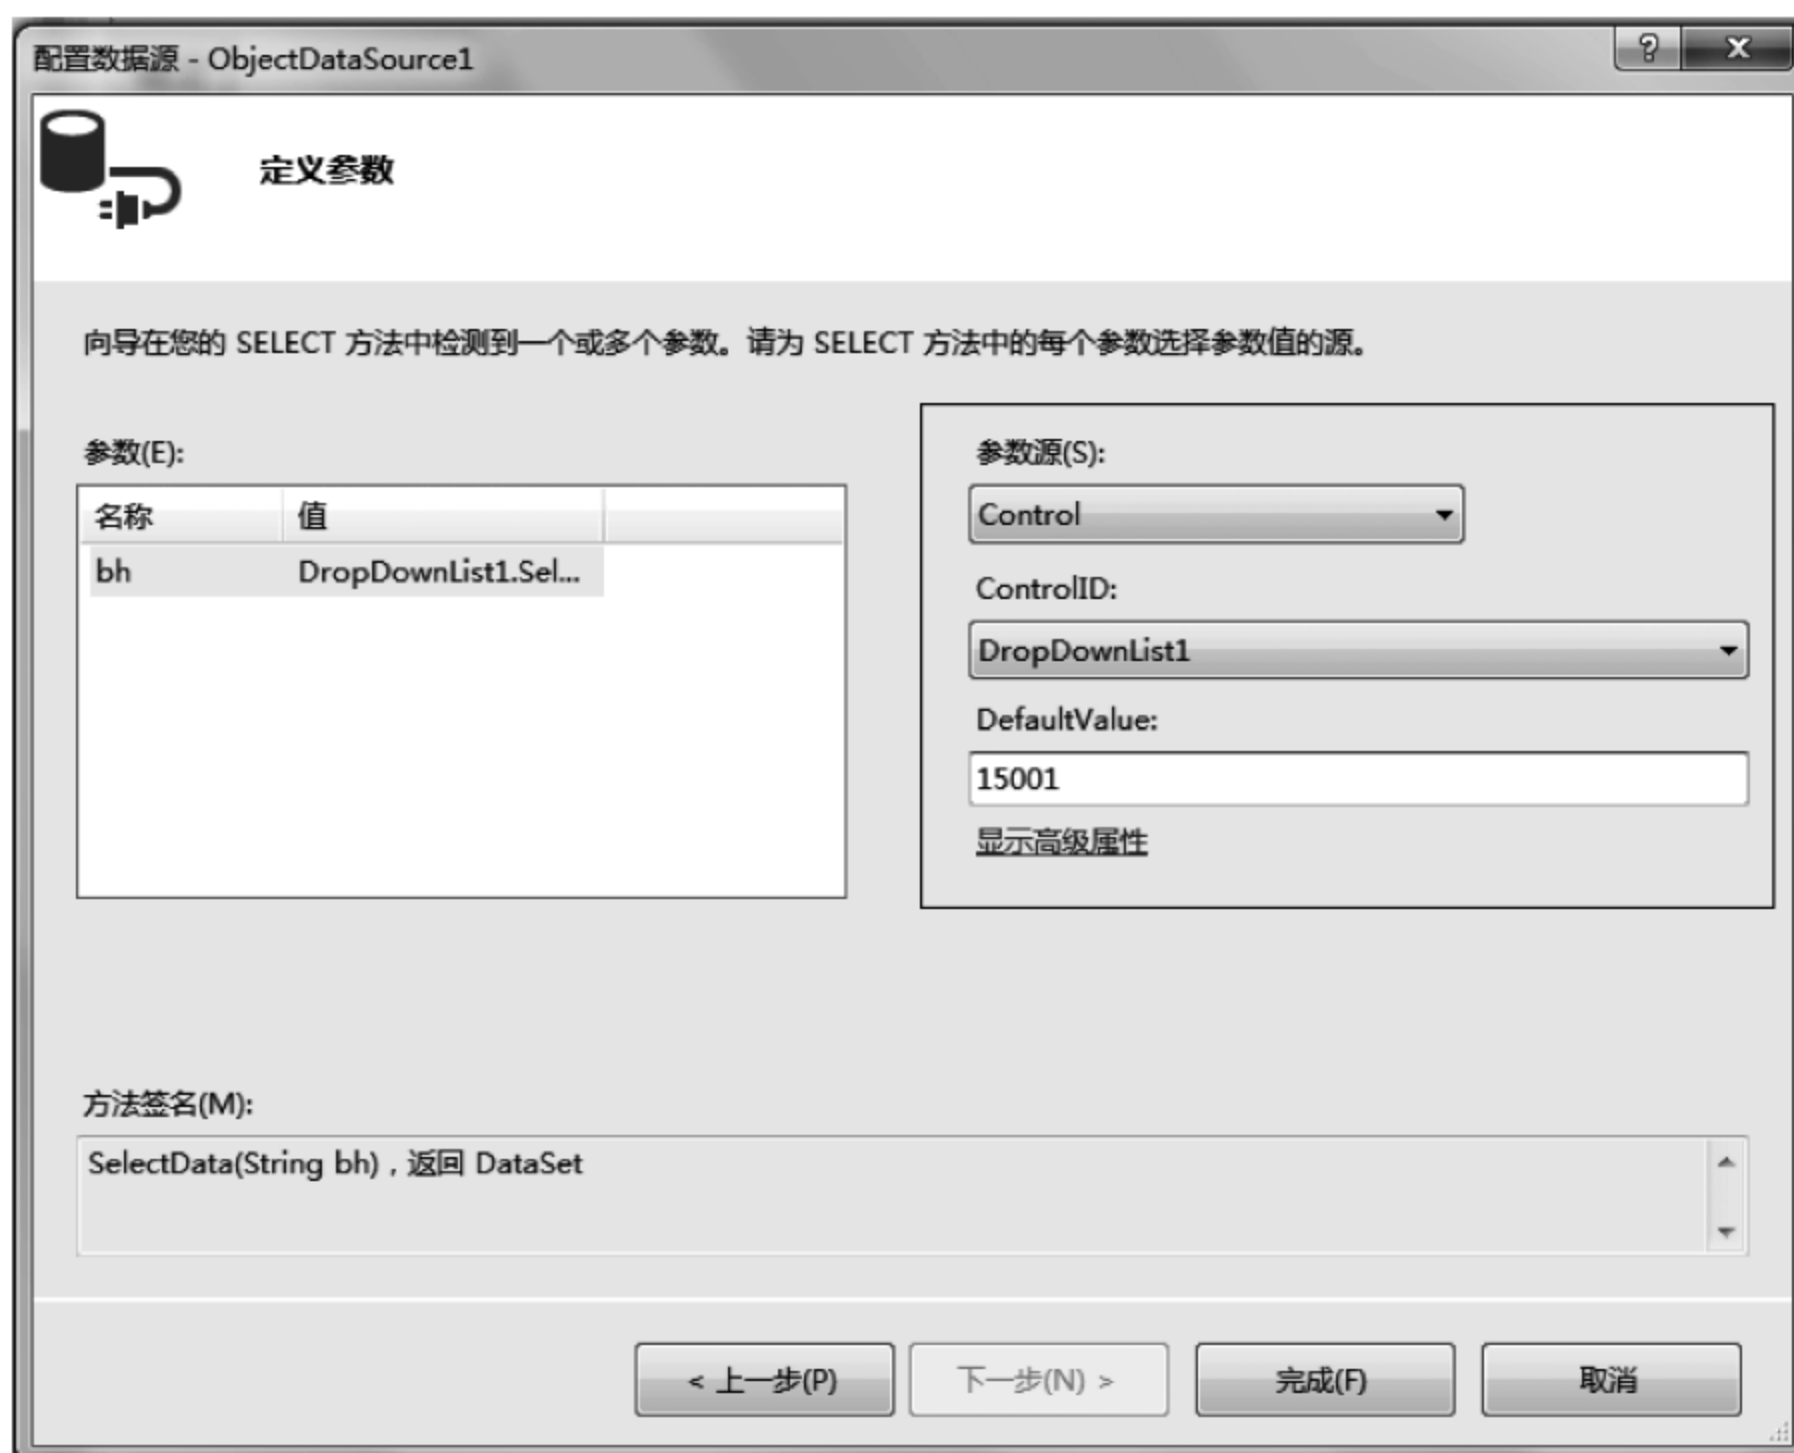 配置数据源 - ObjectDataSource1
定义参数
向导在您的 SELECT 方法中检测到一个或多个参数。请为 SELECT 方法中的每个参数选择参数值的源。
参数(E):
名称 值
bh DropDownList1.Sel...
参数源(S):
Control
ControlID:
DropDownList1
DefaultValue:
15001
显示高级属性
方法签名(M):
SelectData(String bh) , 返回 DataSet
< 上一步(P) 下一步(N) > 完成(F) 取消